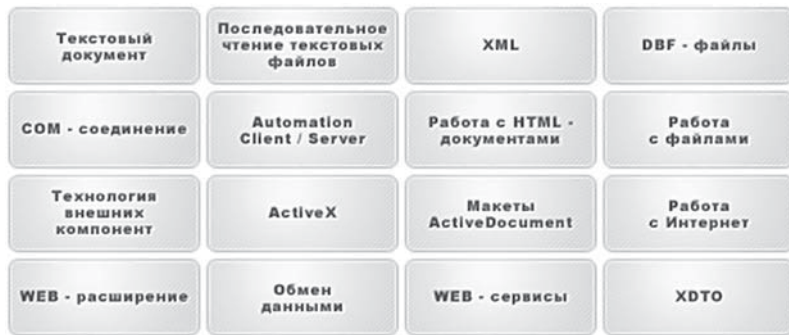 Текстовый
документ
Последовательное
чтение текстовых
файлов
XML
DBF - файлы
COM - соединение
Automation
Client / Server
Работа с HTML -
документами
Работа
с файлами
Технология
внешних
компонент
ActiveX
Макеты
ActiveDocument
Работа
с Интернет
WEB - расширение
Обмен
данными
WEB - сервисы
XDTO